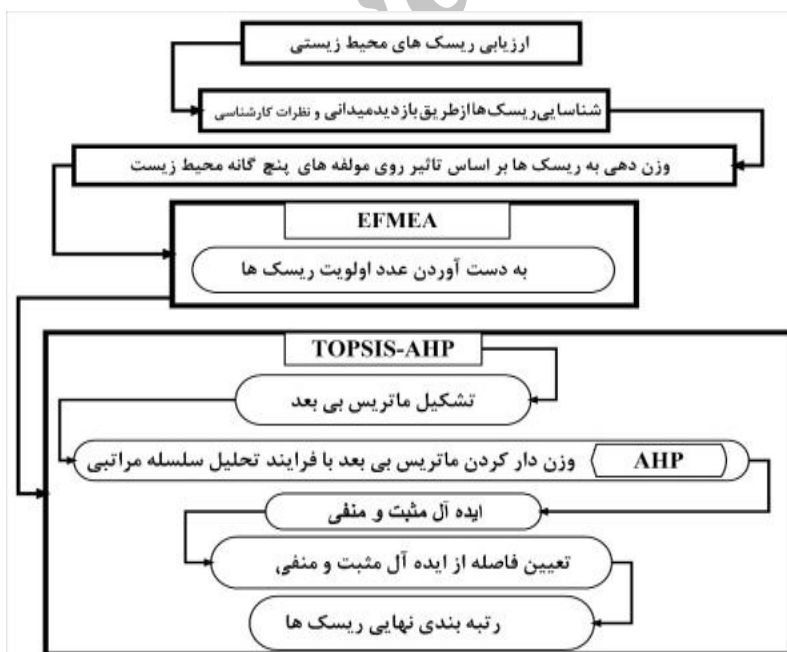 ارزیابی ریسک های محیط زیستی
شناسایی ریسک ها از طریق بازدید میدانی و نظرات کارشناسی
وزن دهی به ریسک ها بر اساس تاثیر روی مولفه های پنج گانه محیط زیست
EFMEA
به دست آوردن عدد اولویت ریسک ها
TOPSIS-AHP
تشکیل ماتریس بی بعد
AHP وزن دار کردن ماتریس بی بعد با فرایند تحلیل سلسله مراتبی
ایده آل مثبت و منفی
تعیین فاصله از ایده آل مثبت و منفی
رتبه بندی نهایی ریسک ها